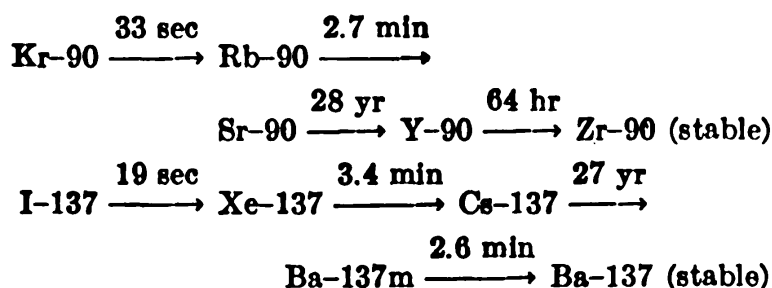 33 sec 2.7 min
Kr–90 ⟶ Rb–90 ⟶
28 yr 64 hr
Sr–90 ⟶ Y–90 ⟶ Zr–90 (stable)
19 sec 3.4 min 27 yr
I–137 ⟶ Xe–137 ⟶ Cs–137 ⟶
2.6 min
Ba–137m ⟶ Ba–137 (stable)